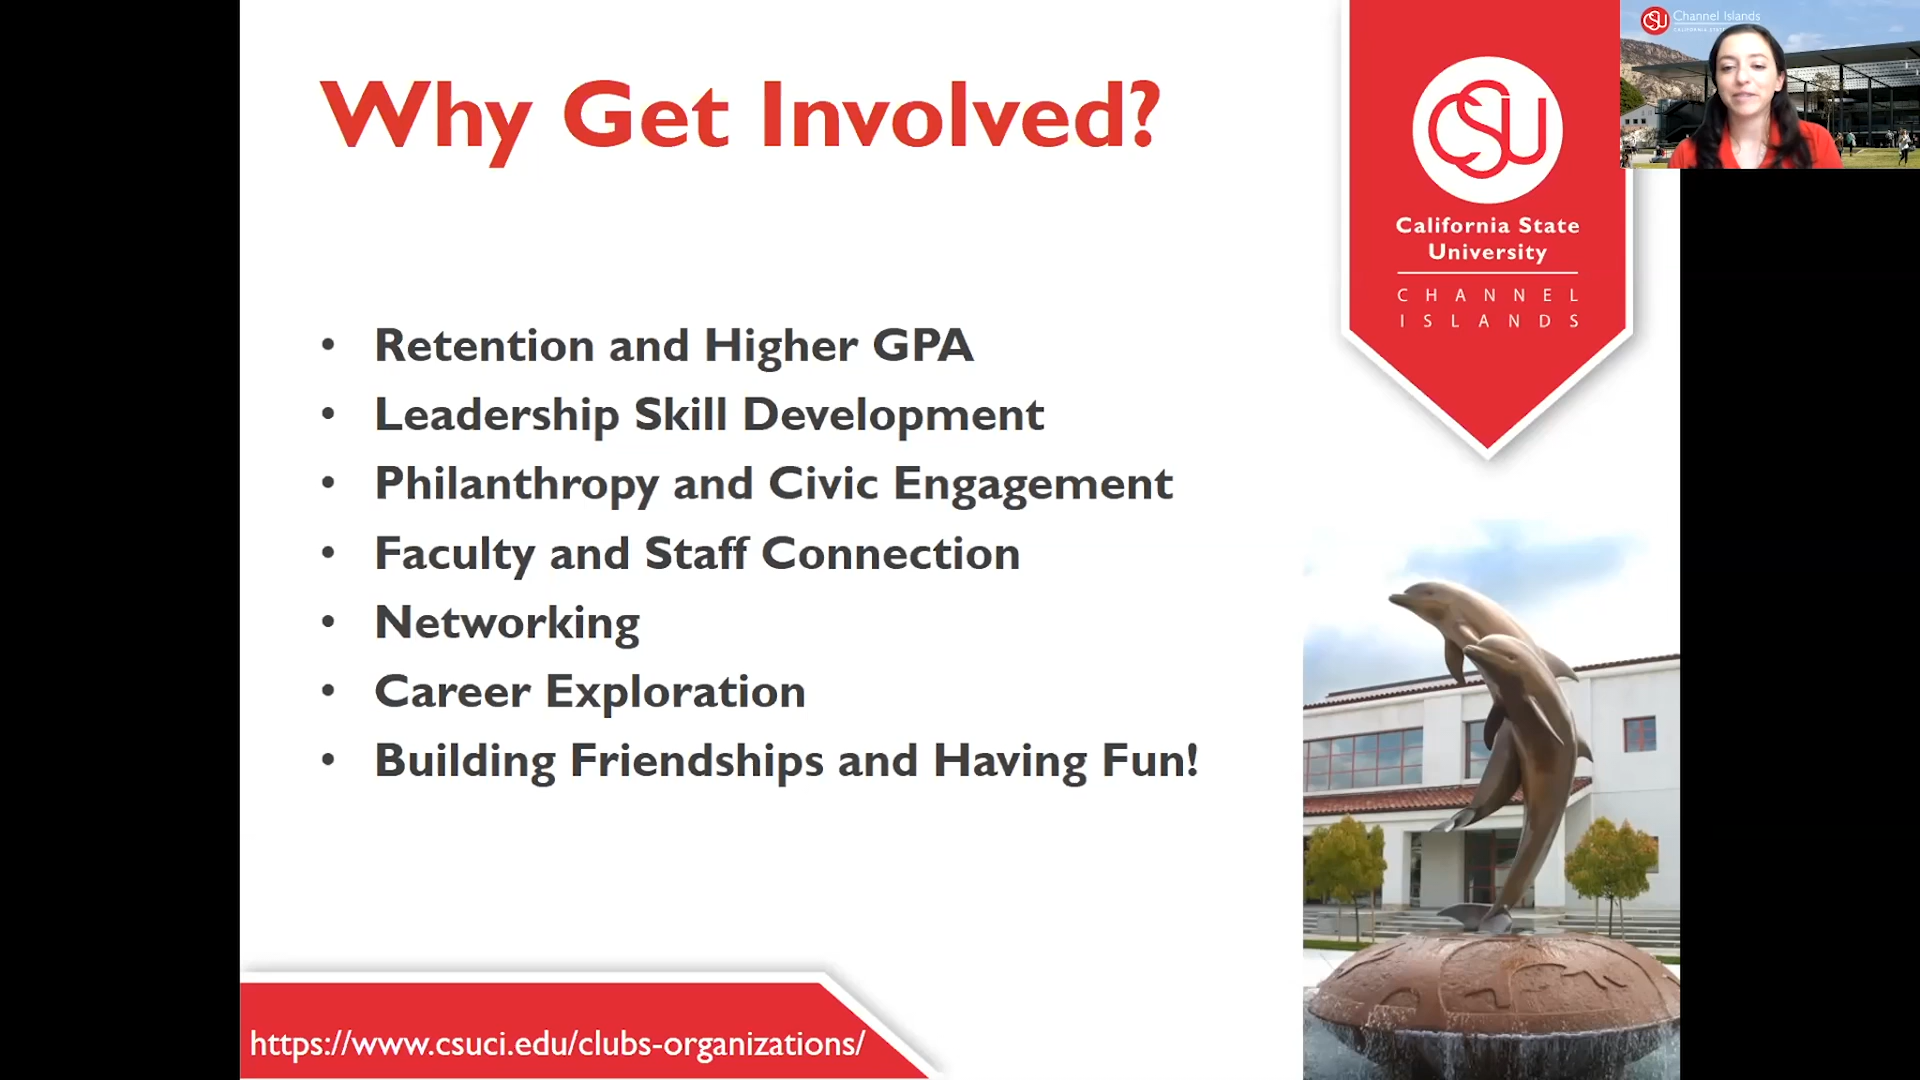 Why Get Involved?
CSU
California State
University
CHANNEL
ISLANDS
CSU Channel Islands
• Retention and Higher GPA
• Leadership Skill Development
• Philanthropy and Civic Engagement
• Faculty and Staff Connection
• Networking
• Career Exploration
• Building Friendships and Having Fun!
https://www.csuci.edu/clubs-organizations/